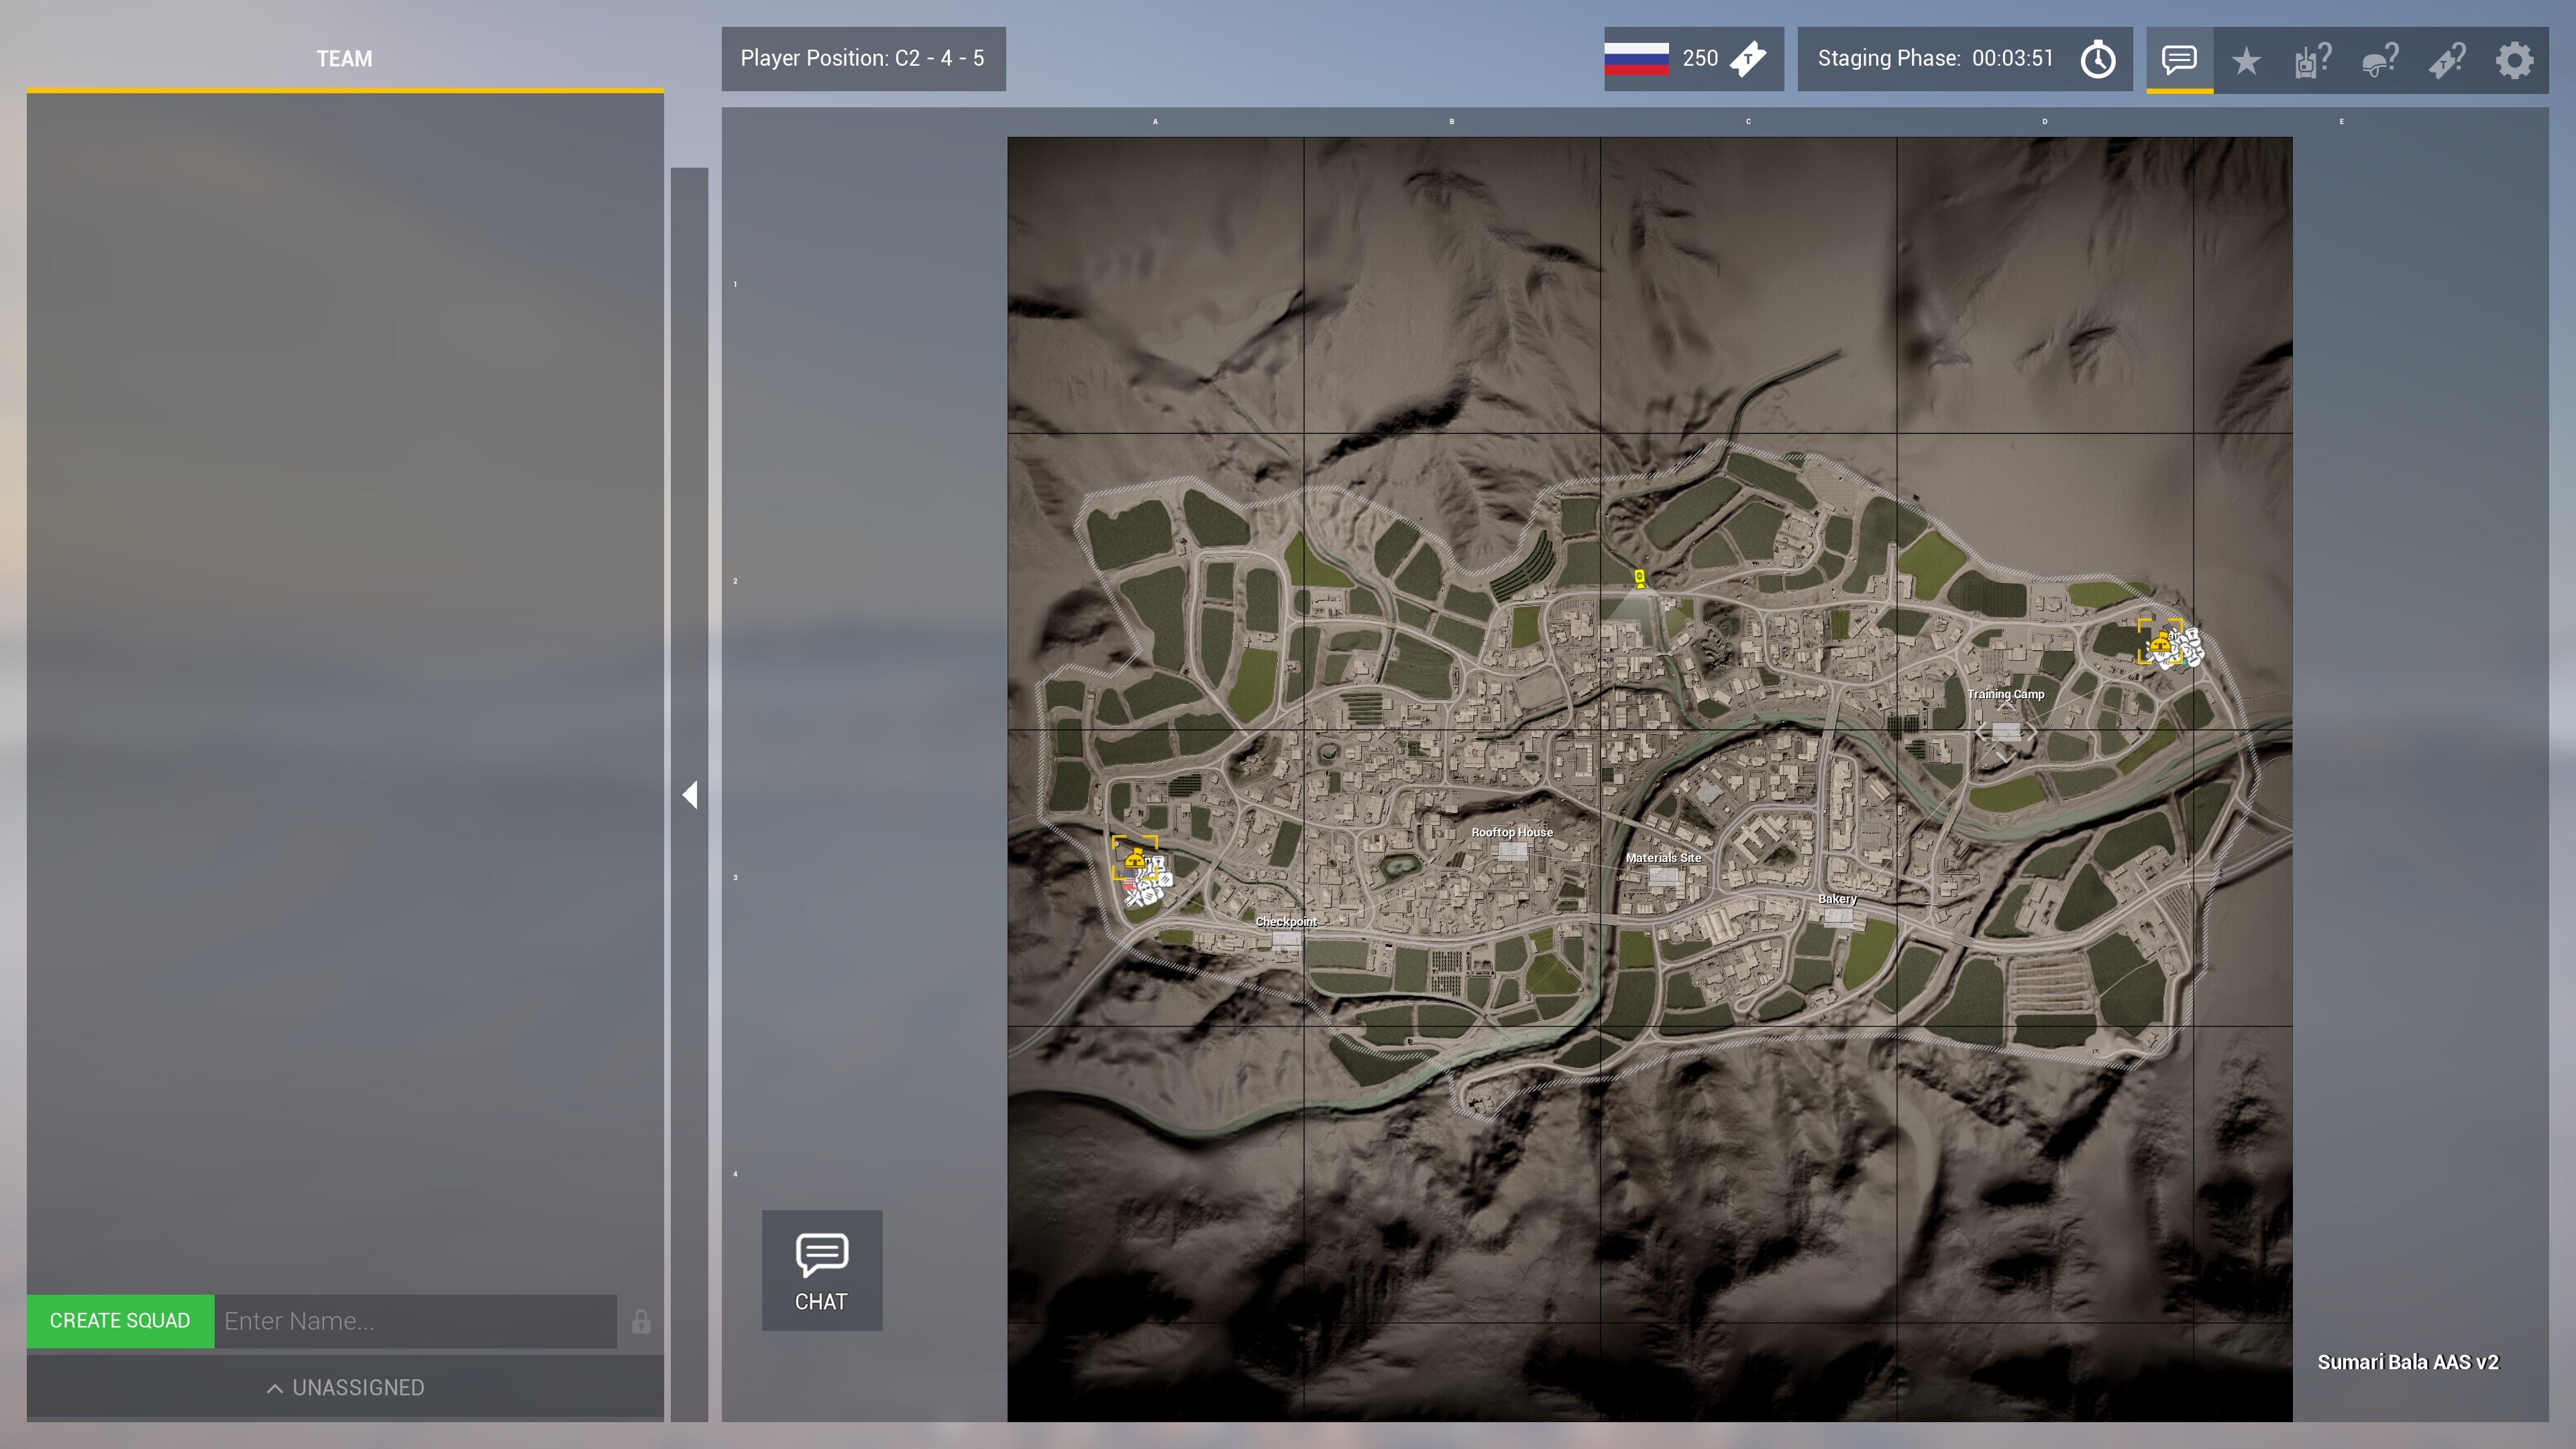 TEAM
Player Position: C2 - 4 - 5
250
T
Staging Phase: 00:03:51
?
?
T?
A
B
C
D
E
1
2
3
4
Training Camp
Rooftop House
Materials Site
Bakery
Checkpoint
CHAT
CREATE SQUAD
Enter Name...
UNASSIGNED
Sumari Bala AAS v2